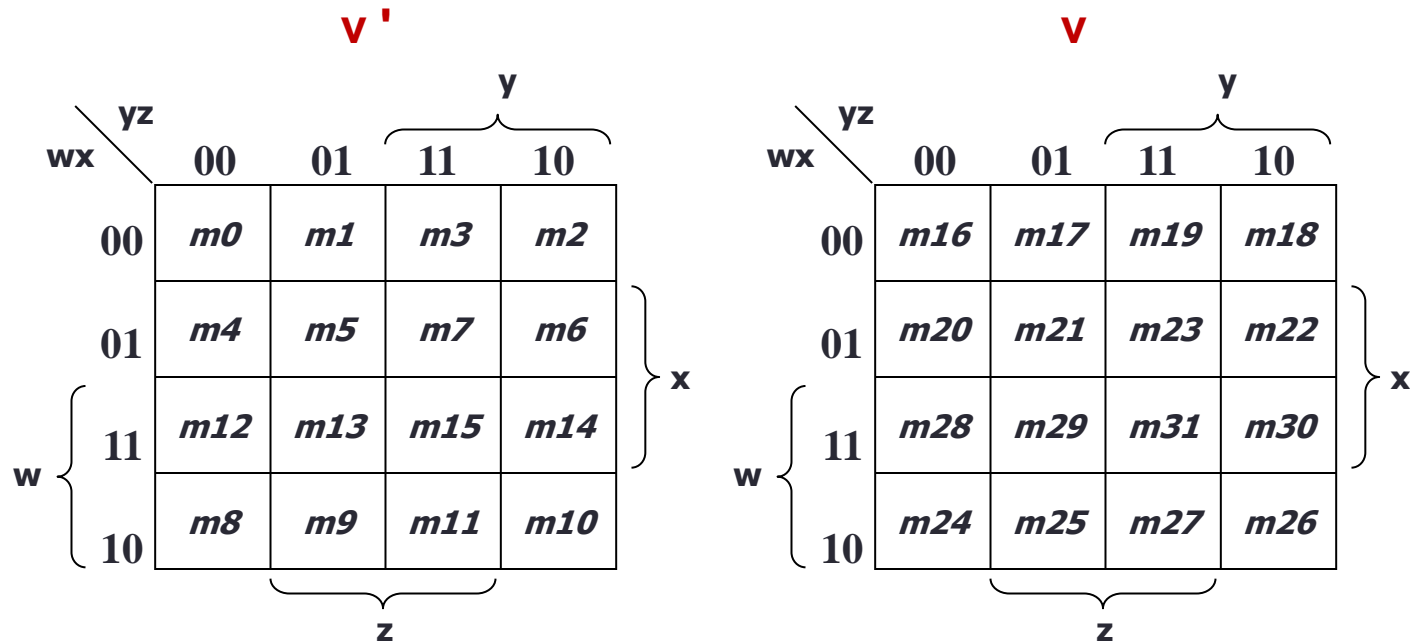 v ' v
y y
yz yz
wx 00 01 11 10 wx 00 01 11 10
00 m0 m1 m3 m2 00 m16 m17 m19 m18
01 m4 m5 m7 m6 01 m20 m21 m23 m22
x x
11 m12 m13 m15 m14 11 m28 m29 m31 m30
w w
10 m8 m9 m11 m10 10 m24 m25 m27 m26
z z